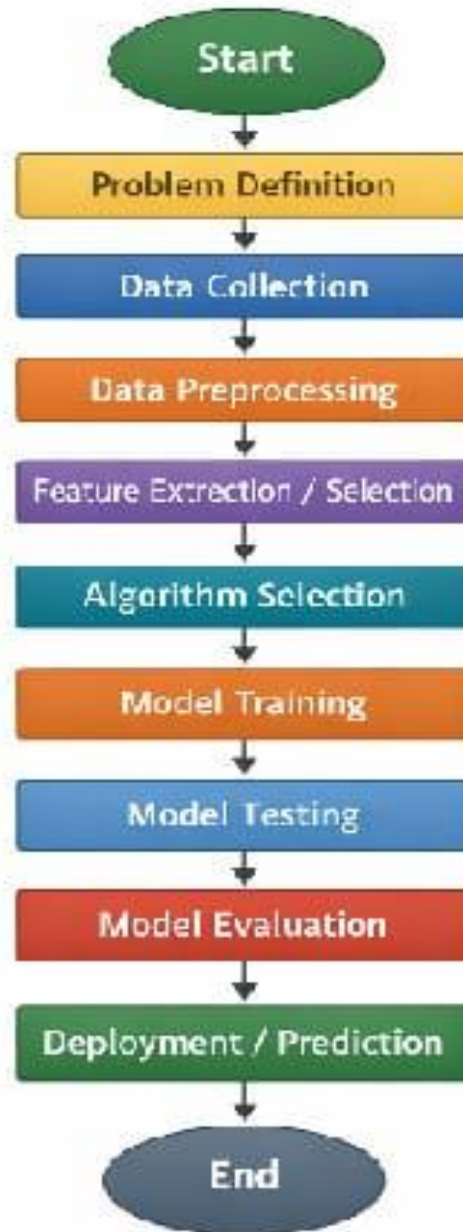 Start
Problem Definition
Data Collection
Data Preprocessing
Feature Extrection / Selection
Algorithm Selection
Model Training
Model Testing
Model Evaluation
Deployment / Prediction
End